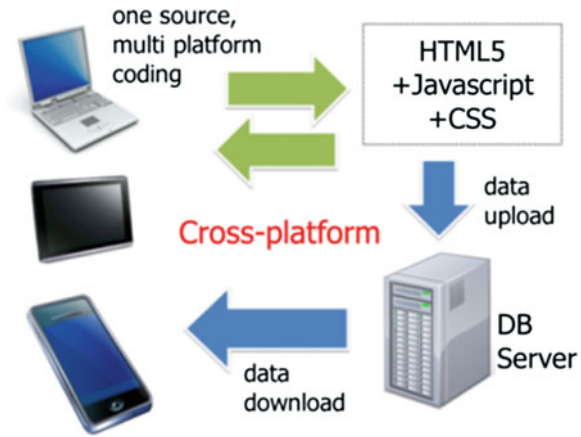 one source,
multi platform
coding
HTML5
+Javascript
+CSS
data
upload
Cross-platform
DB
Server
data
download